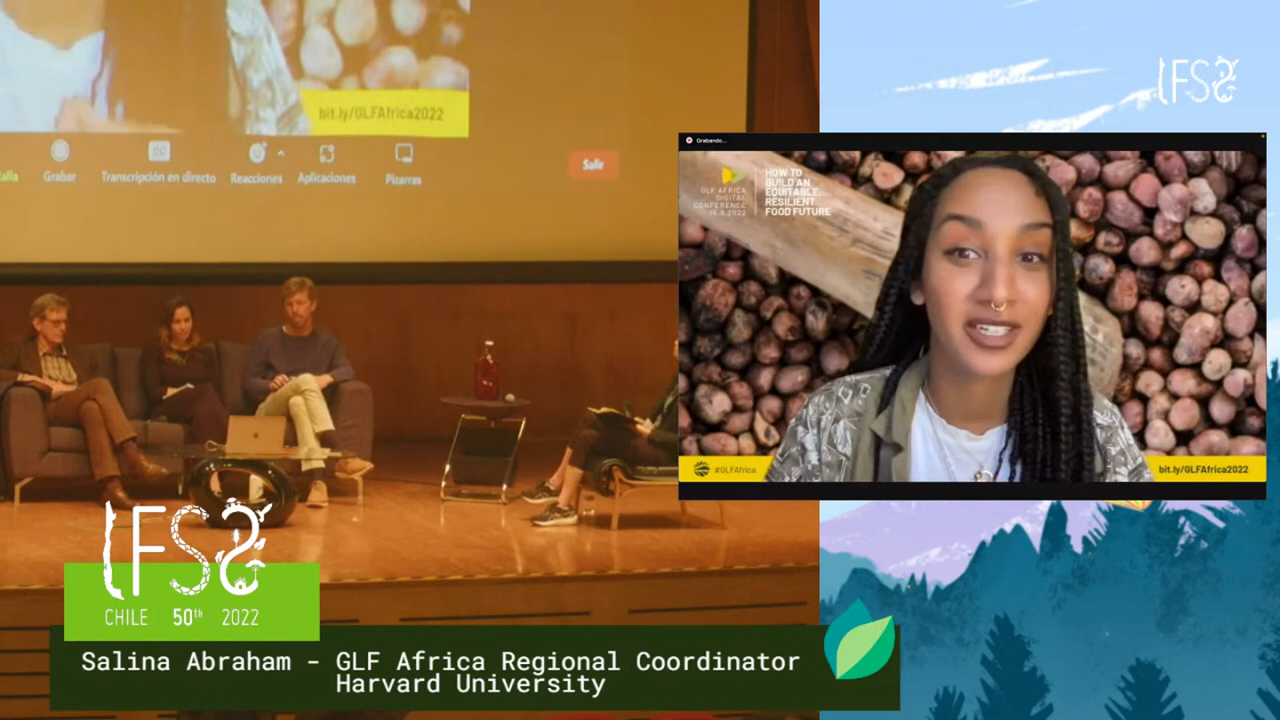 bit.ly/GLFAfrica2022
alla
Grabar
Transcripción en directo
Reacciones
Aplicaciones
Pizarras
Salir
IFSS
Grabando...
GLF AFRICA
DIGITAL
CONFERENCE
15.9.2022
HOW TO
BUILD AN
EQUITABLE,
RESILIENT
FOOD FUTURE
#GLFAfrica
bit.ly/GLFAfrica2022
IFSS
CHILE 50th 2022
Salina Abraham - GLF Africa Regional Coordinator
Harvard University